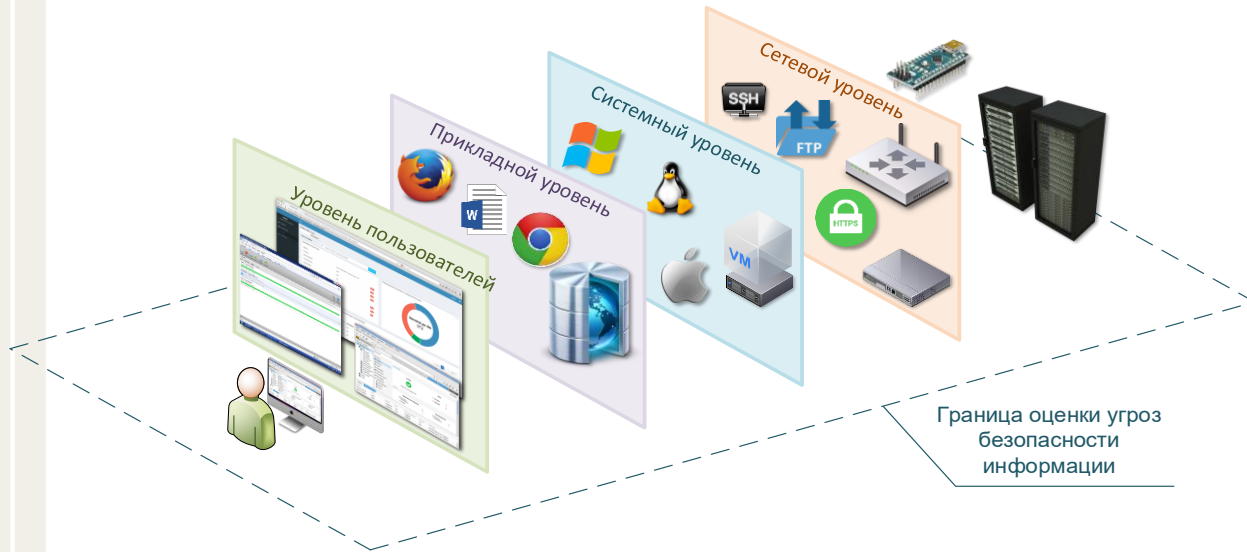 Уровень пользователей
Прикладной уровень
W
Системный уровень
VM
Сетевой уровень
SSH
FTP
HTTPS
Граница оценки угроз
безопасности
информации